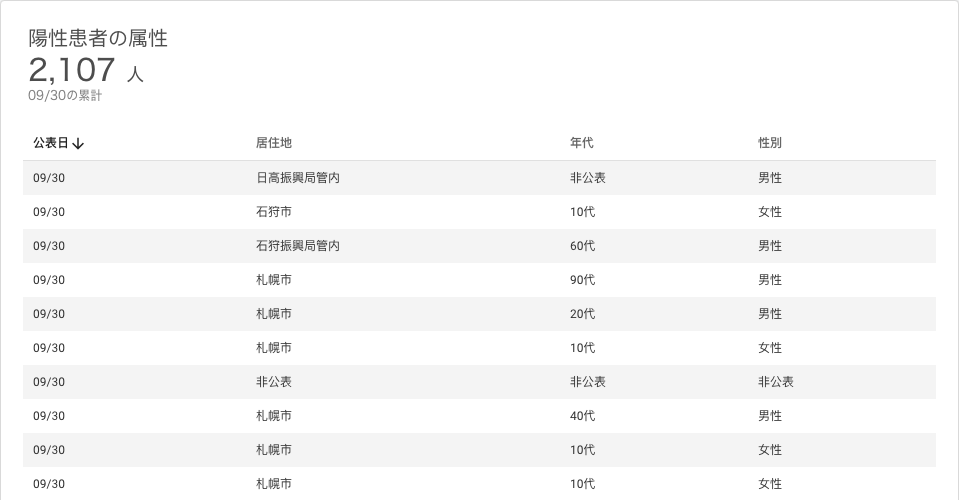 陽性患者の属性
2,107 人
09/30の累計
公表日↓ 居住地 年代 性別
09/30 日高振興局管内 非公表 男性
09/30 石狩市 10代 女性
09/30 石狩振興局管内 60代 男性
09/30 札幌市 90代 男性
09/30 札幌市 20代 男性
09/30 札幌市 10代 女性
09/30 非公表 非公表 非公表
09/30 札幌市 40代 男性
09/30 札幌市 10代 女性
09/30 札幌市 10代 女性